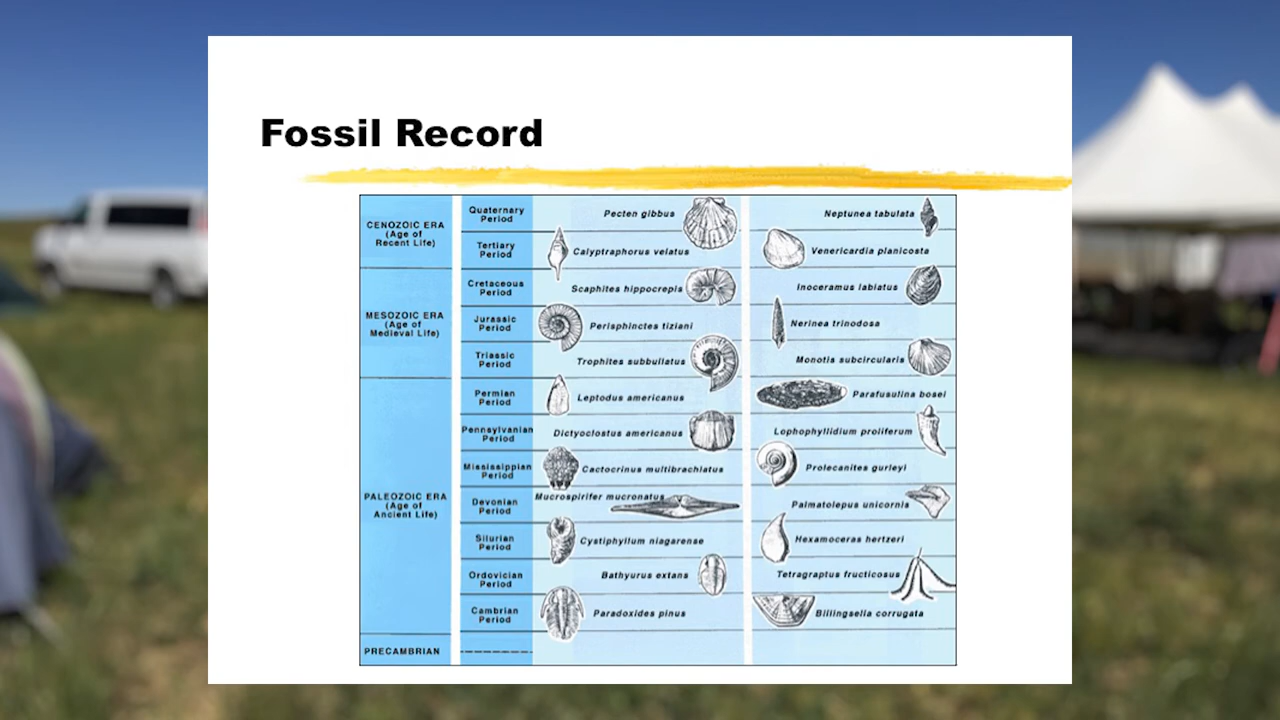 Fossil Record
CENOZOIC ERA
(Age of
Recent Life)
Quaternary
Period
Pecten gibbus
Neptunea tabulata
Tertiary
Period
Calyptraphorus velatus
Venericardia planicosta
MESOZOIC ERA
(Age of
Medieval Life)
Cretaceous
Period
Scaphites hippocrepis
Inoceramus labiatus
Jurassic
Period
Perisphinctes tiziani
Nerinea trinodosa
Triassic
Period
Trophites subbullatus
Monotis subcircularis
PALEOZOIC ERA
(Age of
Ancient Life)
Permian
Period
Leptodus americanus
Parafusulina bosei
Pennsylvanian
Period
Dictyoclostus americanus
Lophophyllidium proliferum
Mississippian
Period
Cactocrinus multibrachiatus
Prolecanites gurleyi
Devonian
Period
Mucrospirifer mucronatus
Palmatolepus unicornis
Silurian
Period
Cystiphyllum niagarense
Hexamoceras hertzeri
Ordovician
Period
Bathyurus extans
Tetragraptus fructicosus
Cambrian
Period
Paradoxides pinus
Billingsella corrugata
PRECAMBRIAN